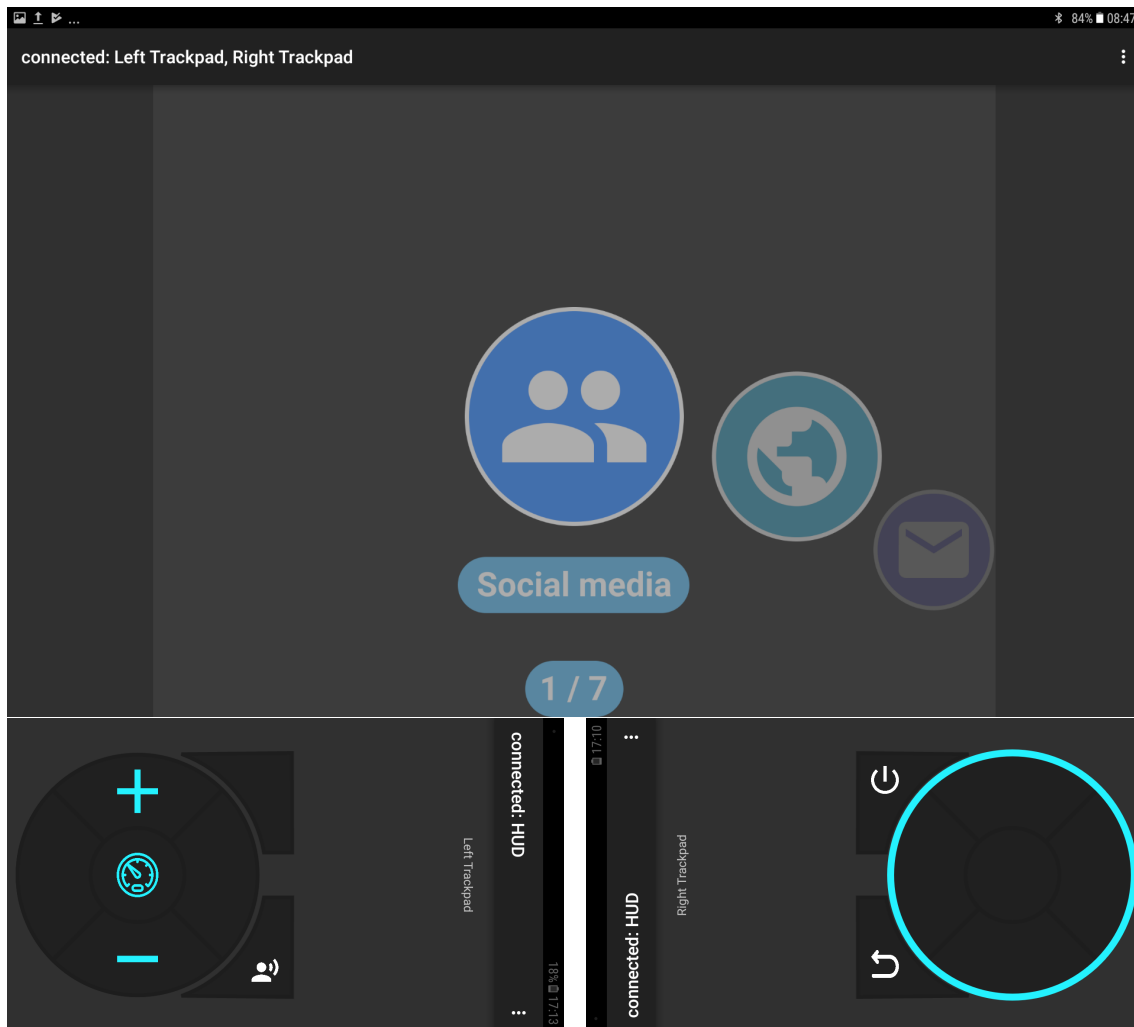 ... 84% 08:47
connected: Left Trackpad, Right Trackpad
Social media
1 / 7
Left Trackpad
connected: HUD
18% 17:13
17:10
connected: HUD
Right Trackpad